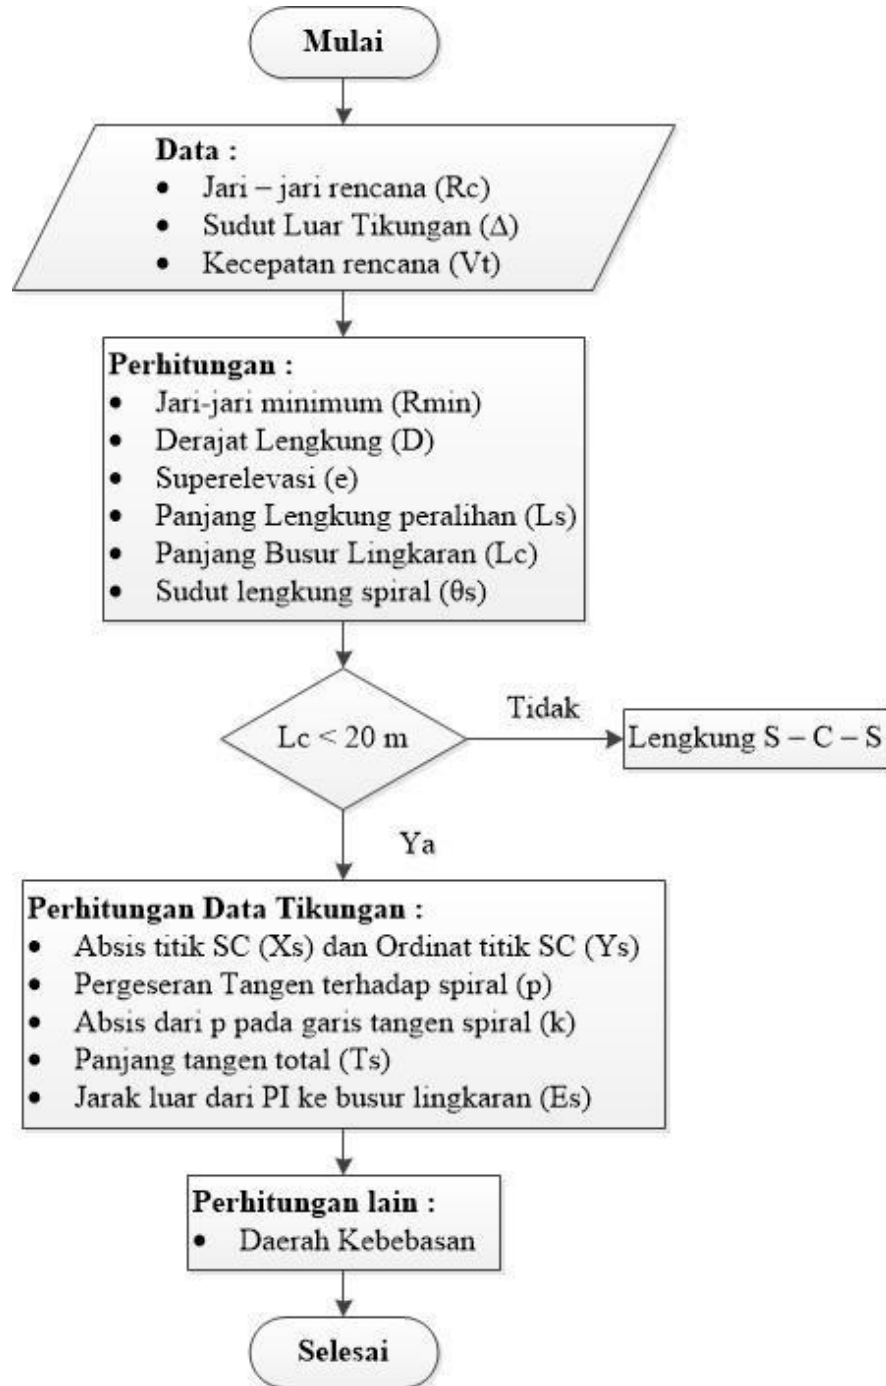 Mulai
Data :
• Jari – jari rencana (Rc)
• Sudut Luar Tikungan (Δ)
• Kecepatan rencana (Vt)
Perhitungan :
• Jari-jari minimum (Rmin)
• Derajat Lengkung (D)
• Superelevasi (e)
• Panjang Lengkung peralihan (Ls)
• Panjang Busur Lingkaran (Lc)
• Sudut lengkung spiral (θs)
Lc < 20 m
Tidak
Lengkung S – C – S
Ya
Perhitungan Data Tikungan :
• Absis titik SC (Xs) dan Ordinat titik SC (Ys)
• Pergeseran Tangen terhadap spiral (p)
• Absis dari p pada garis tangen spiral (k)
• Panjang tangen total (Ts)
• Jarak luar dari PI ke busur lingkaran (Es)
Perhitungan lain :
• Daerah Kebebasan
Selesai